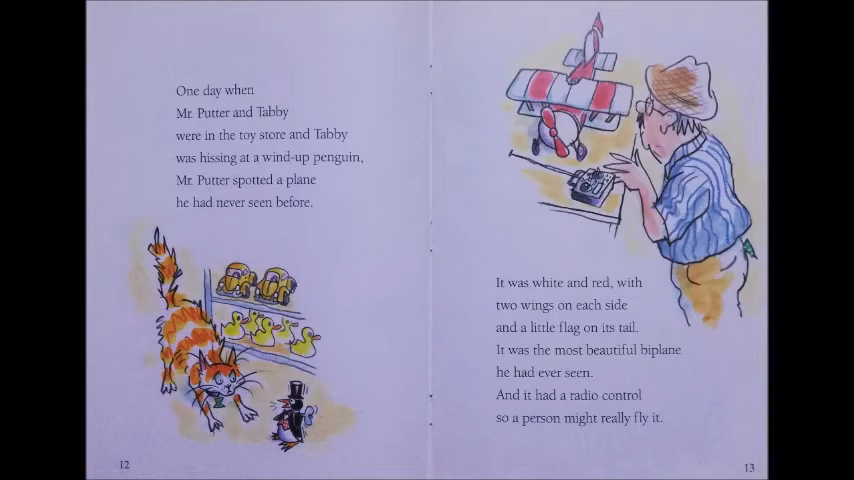 One day when
Mr. Putter and Tabby
were in the toy store and Tabby
was hissing at a wind-up penguin,
Mr. Putter spotted a plane
he had never seen before.
12
It was white and red, with
two wings on each side
and a little flag on its tail.
It was the most beautiful biplane
he had ever seen.
And it had a radio control
so a person might really fly it.
13